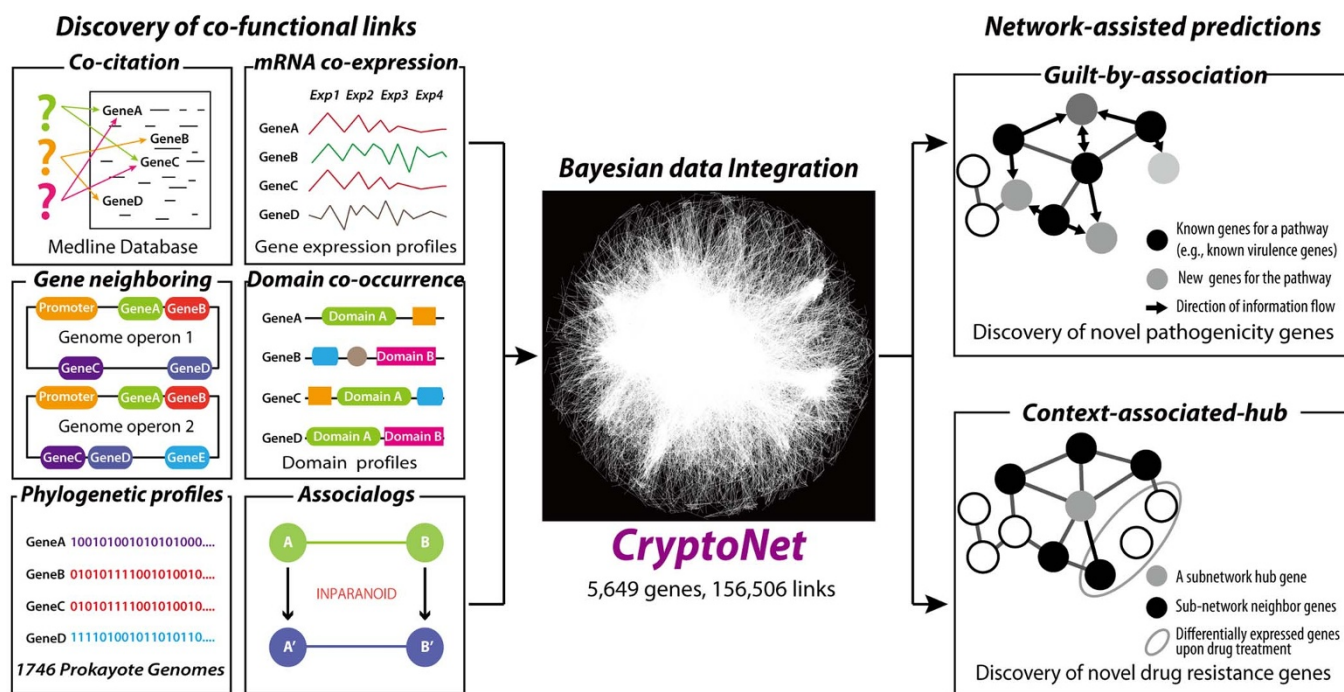 Discovery of co-functional links
Co-citation
?
?
?
GeneA
GeneB
GeneC
GeneD
Medline Database
mRNA co-expression
Exp1 Exp2 Exp3 Exp4
GeneA
GeneB
GeneC
GeneD
Gene expression profiles
Gene neighboring
Promoter GeneA GeneB
Genome operon 1
GeneC GeneD
Promoter GeneA GeneB
Genome operon 2
GeneC GeneD GeneE
Domain co-occurrence
GeneA Domain A
GeneB Domain B
GeneC Domain A
GeneD Domain A Domain B
Domain profiles
Phylogenetic profiles
GeneA 100101001010101000....
GeneB 010101111001010010....
GeneC 010101111001010010....
GeneD 111101001011010110....
1746 Prokayote Genomes
Associalogs
A B
INPARANOID
A' B'
Bayesian data Integration
CryptoNet
5,649 genes, 156,506 links
Network-assisted predictions
Guilt-by-association
Known genes for a pathway
(e.g., known virulence genes)
New genes for the pathway
Direction of information flow
Discovery of novel pathogenicity genes
Context-associated-hub
A subnetwork hub gene
Sub-network neighbor genes
Differentially expressed genes
upon drug treatment
Discovery of novel drug resistance genes